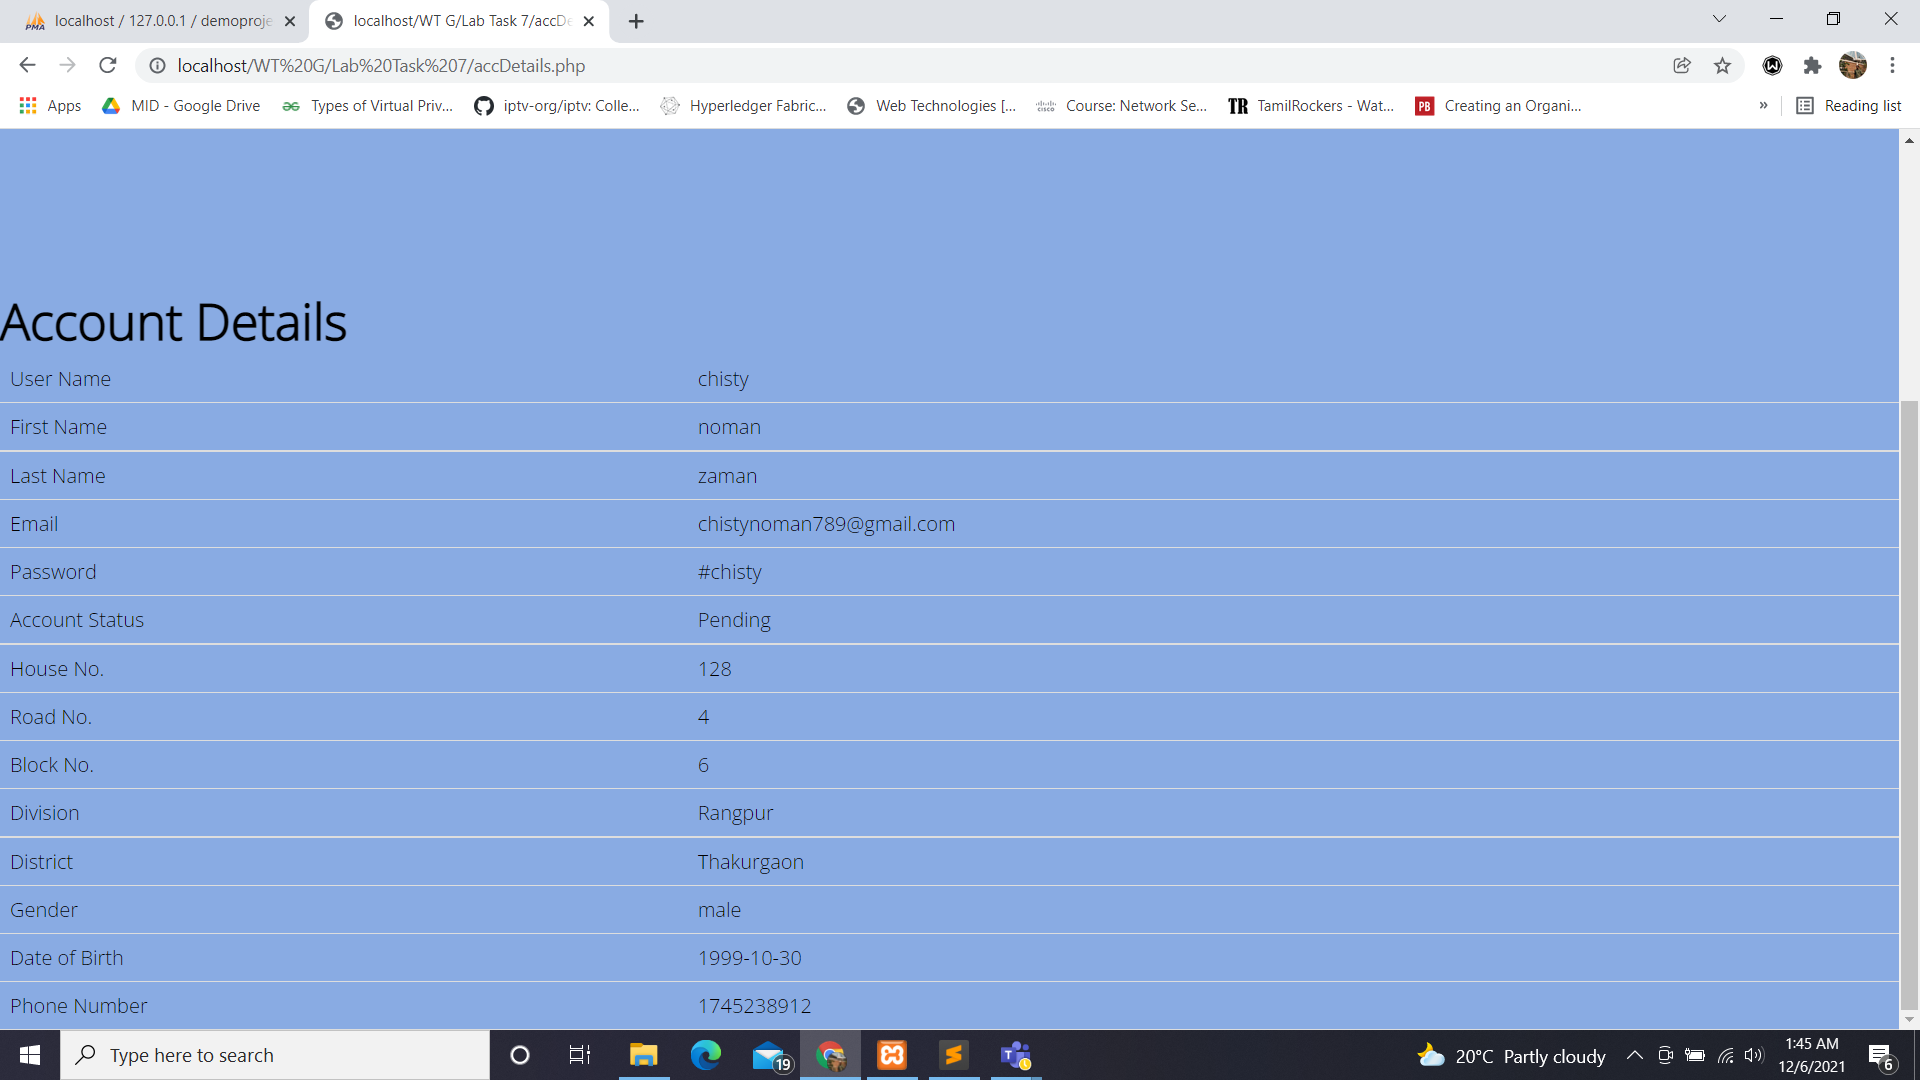 localhost / 127.0.0.1 / demoproje
localhost/WT G/Lab Task 7/accDe
localhost/WT%20G/Lab%20Task%207/accDetails.php
Apps MID - Google Drive Types of Virtual Priv... iptv-org/iptv: Colle... Hyperledger Fabric... Web Technologies [... Course: Network Se... TR TamilRockers - Wat... PB Creating an Organi... » Reading list
Account Details
User Name chisty
First Name noman
Last Name zaman
Email chistynoman789@gmail.com
Password #chisty
Account Status Pending
House No. 128
Road No. 4
Block No. 6
Division Rangpur
District Thakurgaon
Gender male
Date of Birth 1999-10-30
Phone Number 1745238912
Type here to search
19
20°C Partly cloudy
1:45 AM
12/6/2021
6